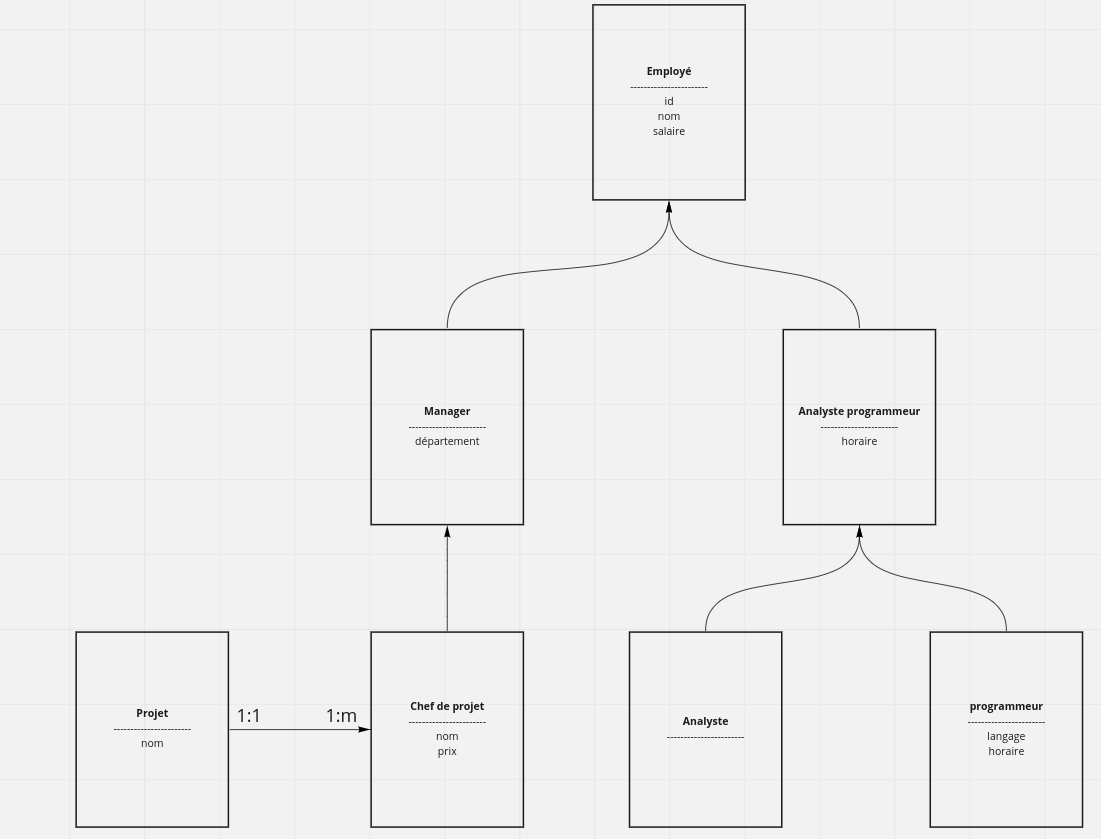 Employé
-----------------------
id
nom
salaire
Manager
-----------------------
département
Analyste programmeur
-----------------------
horaire
Projet
-----------------------
nom
1:1
1:m
Chef de projet
-----------------------
nom
prix
Analyste
-----------------------
programmeur
-----------------------
langage
horaire